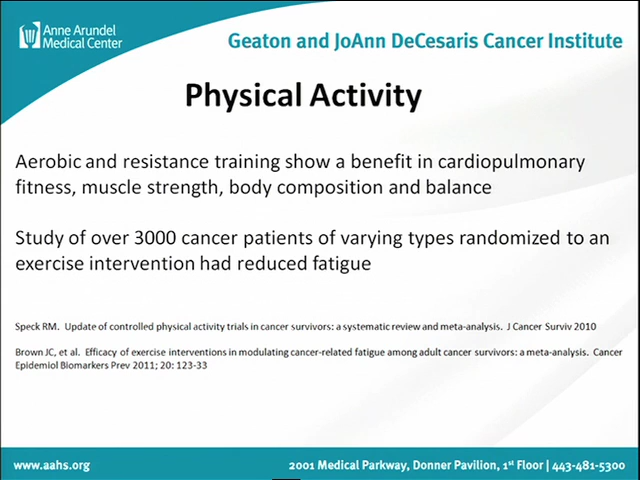 Anne Arundel
Medical Center
Geaton and JoAnn DeCesaris Cancer Institute
Physical Activity
Aerobic and resistance training show a benefit in cardiopulmonary
fitness, muscle strength, body composition and balance
Study of over 3000 cancer patients of varying types randomized to an
exercise intervention had reduced fatigue
Speck RM. Update of controlled physical activity trials in cancer survivors: a systematic review and meta-analysis. J Cancer Surviv 2010
Brown JC, et al. Efficacy of exercise interventions in modulating cancer-related fatigue among adult cancer survivors: a meta-analysis. Cancer
Epidemiol Biomarkers Prev 2011; 20: 123-33
www.aahs.org
2001 Medical Parkway, Donner Pavilion, 1st Floor | 443-481-5300